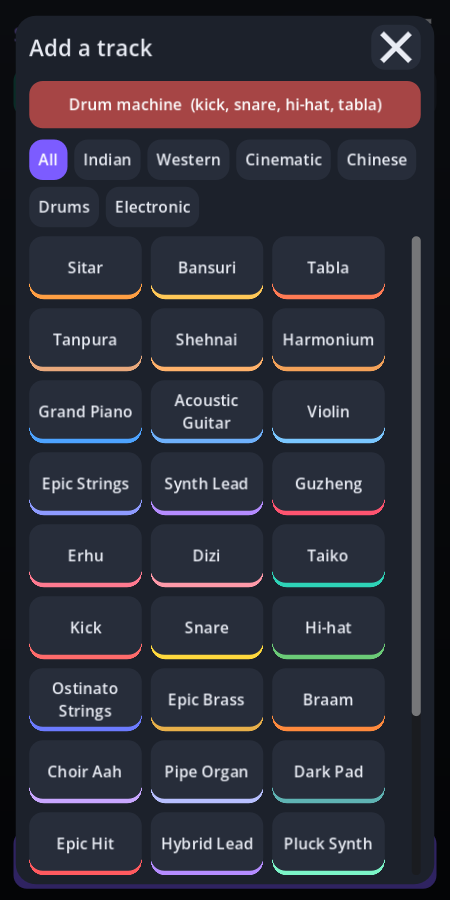 Add a track
Drum machine (kick, snare, hi-hat, tabla)
All Indian Western Cinematic Chinese
Drums Electronic
Sitar Bansuri Tabla
Tanpura Shehnai Harmonium
Grand Piano Acoustic Guitar Violin
Epic Strings Synth Lead Guzheng
Erhu Dizi Taiko
Kick Snare Hi-hat
Ostinato Strings Epic Brass Braam
Choir Aah Pipe Organ Dark Pad
Epic Hit Hybrid Lead Pluck Synth